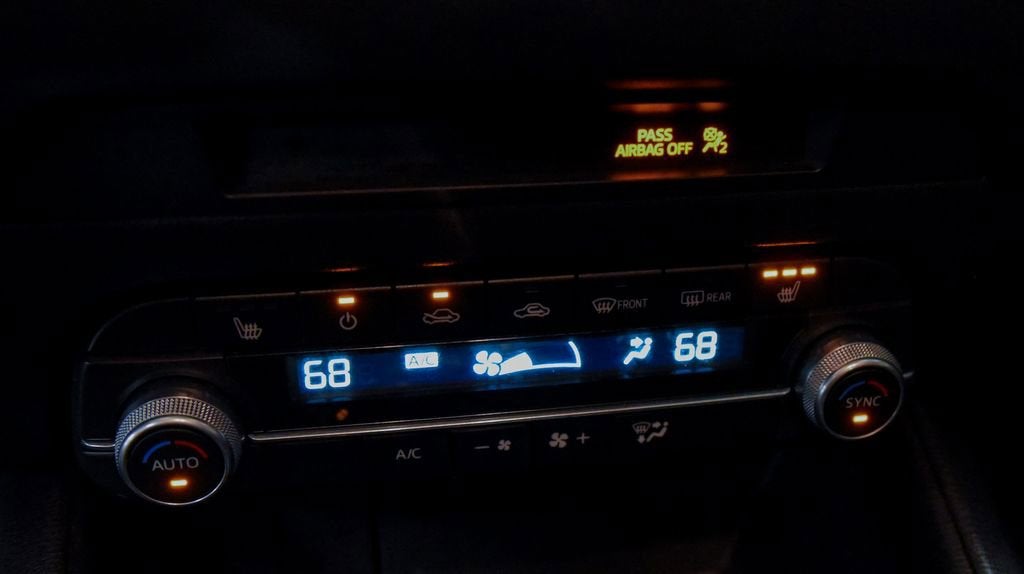 PASS
AIRBAG OFF 2
FRONT REAR
68 A/C 68
AUTO SYNC
A/C - +